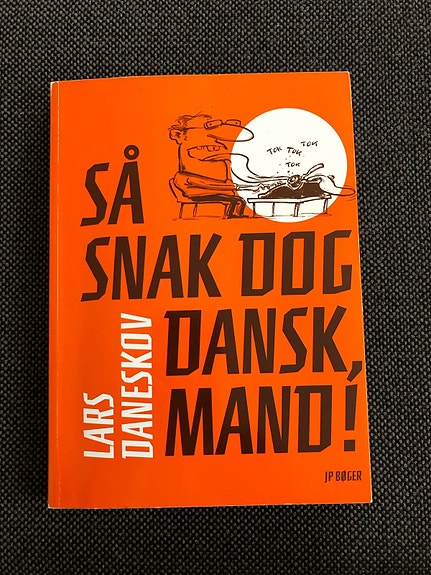 TOK TOK TOK
TOK
SÅ
SNAK DOG
DANSK,
MAND!
LARS
DANESKOV
JP BØGER